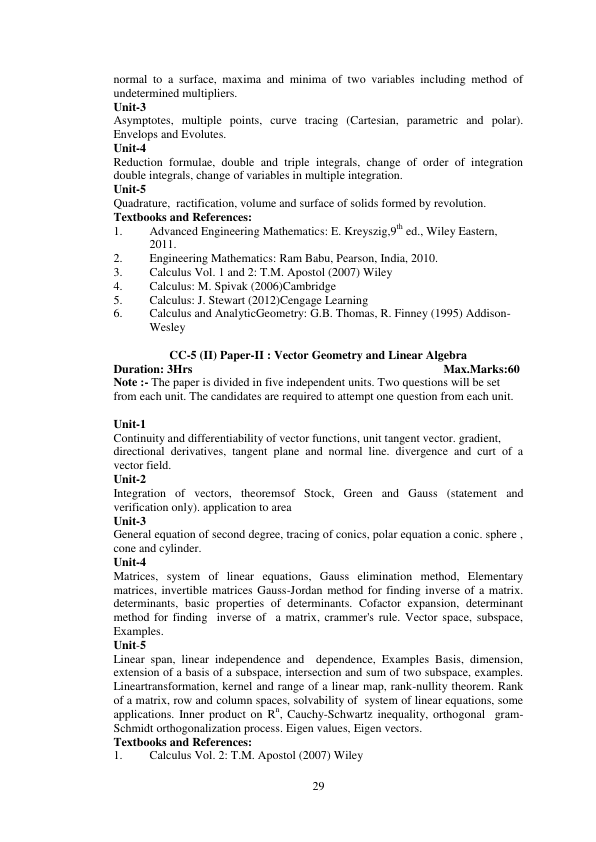 normal to a surface, maxima and minima of two variables including method of
undetermined multipliers.
Unit-3
Asymptotes, multiple points, curve tracing (Cartesian, parametric and polar).
Envelops and Evolutes.
Unit-4
Reduction formulae, double and triple integrals, change of order of integration
double integrals, change of variables in multiple integration.
Unit-5
Quadrature, ractification, volume and surface of solids formed by revolution.
Textbooks and References:
1. Advanced Engineering Mathematics: E. Kreyszig,9th ed., Wiley Eastern,
2011.
2. Engineering Mathematics: Ram Babu, Pearson, India, 2010.
3. Calculus Vol. 1 and 2: T.M. Apostol (2007) Wiley
4. Calculus: M. Spivak (2006)Cambridge
5. Calculus: J. Stewart (2012)Cengage Learning
6. Calculus and AnalyticGeometry: G.B. Thomas, R. Finney (1995) Addison-
Wesley
CC-5 (II) Paper-II : Vector Geometry and Linear Algebra
Duration: 3Hrs Max.Marks:60
Note :- The paper is divided in five independent units. Two questions will be set
from each unit. The candidates are required to attempt one question from each unit.
Unit-1
Continuity and differentiability of vector functions, unit tangent vector. gradient,
directional derivatives, tangent plane and normal line. divergence and curt of a
vector field.
Unit-2
Integration of vectors, theoremsof Stock, Green and Gauss (statement and
verification only). application to area
Unit-3
General equation of second degree, tracing of conics, polar equation a conic. sphere ,
cone and cylinder.
Unit-4
Matrices, system of linear equations, Gauss elimination method, Elementary
matrices, invertible matrices Gauss-Jordan method for finding inverse of a matrix.
determinants, basic properties of determinants. Cofactor expansion, determinant
method for finding inverse of a matrix, crammer's rule. Vector space, subspace,
Examples.
Unit-5
Linear span, linear independence and dependence, Examples Basis, dimension,
extension of a basis of a subspace, intersection and sum of two subspace, examples.
Lineartransformation, kernel and range of a linear map, rank-nullity theorem. Rank
of a matrix, row and column spaces, solvability of system of linear equations, some
applications. Inner product on Rn, Cauchy-Schwartz inequality, orthogonal gram-
Schmidt orthogonalization process. Eigen values, Eigen vectors.
Textbooks and References:
1. Calculus Vol. 2: T.M. Apostol (2007) Wiley
29